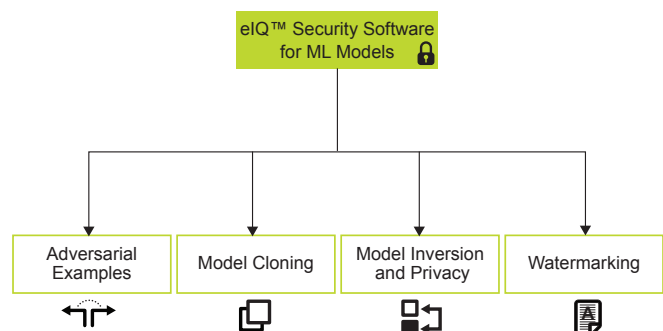 eIQ™ Security Software
for ML Models
Adversarial
Examples
Model Cloning
Model Inversion
and Privacy
Watermarking
A